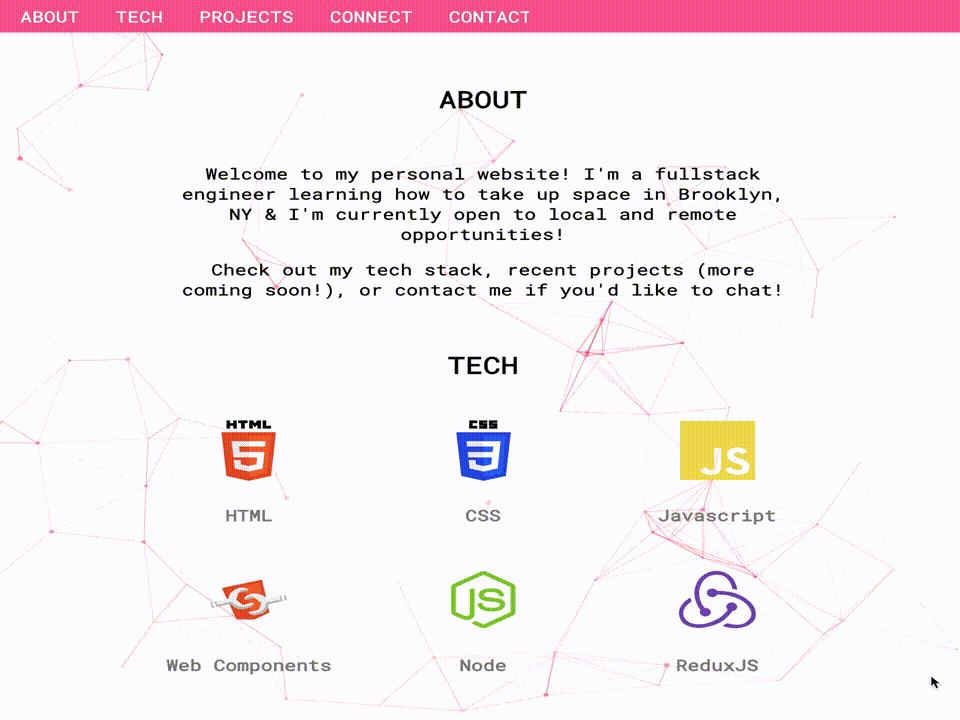 ABOUT TECH PROJECTS CONNECT CONTACT
ABOUT
Welcome to my personal website! I'm a fullstack
engineer learning how to take up space in Brooklyn,
NY & I'm currently open to local and remote
opportunities!
Check out my tech stack, recent projects (more
coming soon!), or contact me if you'd like to chat!
TECH
HTML CSS JS
HTML CSS Javascript
JS
Web Components Node ReduxJS